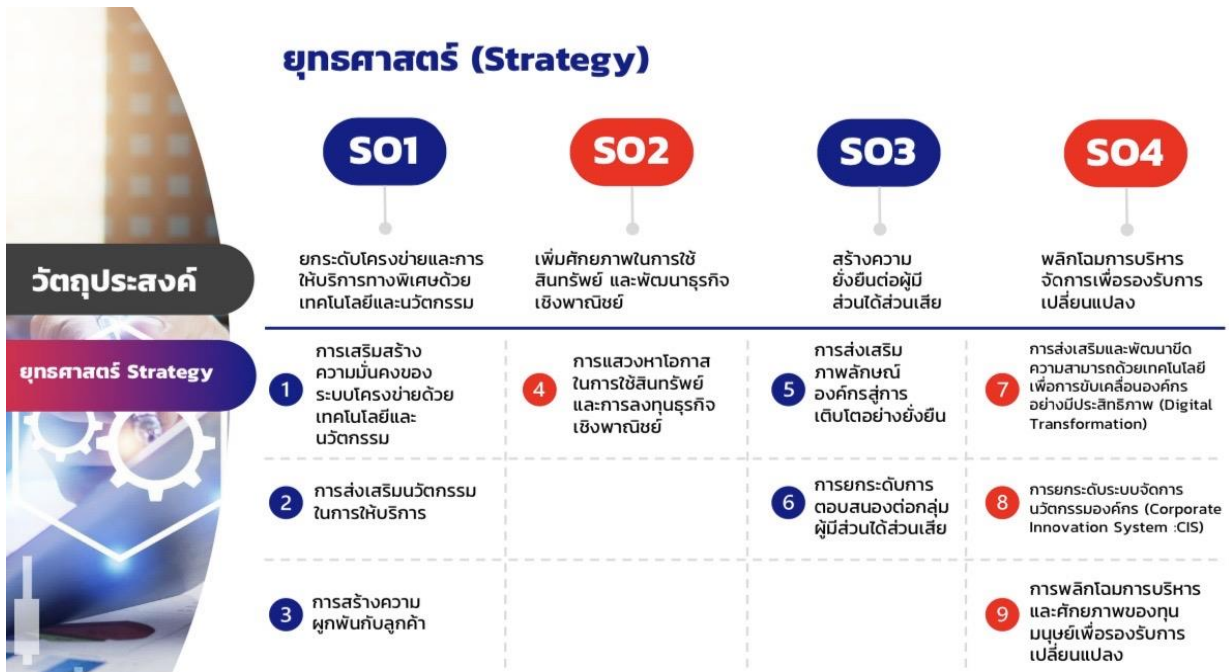 ยุทธศาสตร์ (Strategy)
SO1
SO2
SO3
SO4
วัตถุประสงค์
ยกระดับโครงข่ายและการ
ให้บริการทางพิเศษด้วย
เทคโนโลยีและนวัตกรรม
เพิ่มศักยภาพในการใช้
สินทรัพย์ และพัฒนาธุรกิจ
เชิงพาณิชย์
สร้างความ
ยั่งยืนต่อผู้มี
ส่วนได้ส่วนเสีย
พลิกโฉมการบริหาร
จัดการเพื่อรองรับการ
เปลี่ยนแปลง
ยุทธศาสตร์ Strategy
1
การเสริมสร้าง
ความมั่นคงของ
ระบบโครงข่ายด้วย
เทคโนโลยีและ
นวัตกรรม
4
การแสวงหาโอกาส
ในการใช้สินทรัพย์
และการลงทุนธุรกิจ
เชิงพาณิชย์
5
การส่งเสริม
ภาพลักษณ์
องค์กรสู่การ
เติบโตอย่างยั่งยืน
7
การส่งเสริมและพัฒนาขีด
ความสามารถด้วยเทคโนโลยี
เพื่อการขับเคลื่อนองค์กร
อย่างมีประสิทธิภาพ (Digital
Transformation)
2
การส่งเสริมนวัตกรรม
ในการให้บริการ
6
การยกระดับการ
ตอบสนองต่อกลุ่ม
ผู้มีส่วนได้ส่วนเสีย
8
การยกระดับระบบจัดการ
นวัตกรรมองค์กร (Corporate
Innovation System :CIS)
3
การสร้างความ
ผูกพันกับลูกค้า
9
การพลิกโฉมการบริหาร
และศักยภาพของทุน
มนุษย์เพื่อรองรับการ
เปลี่ยนแปลง